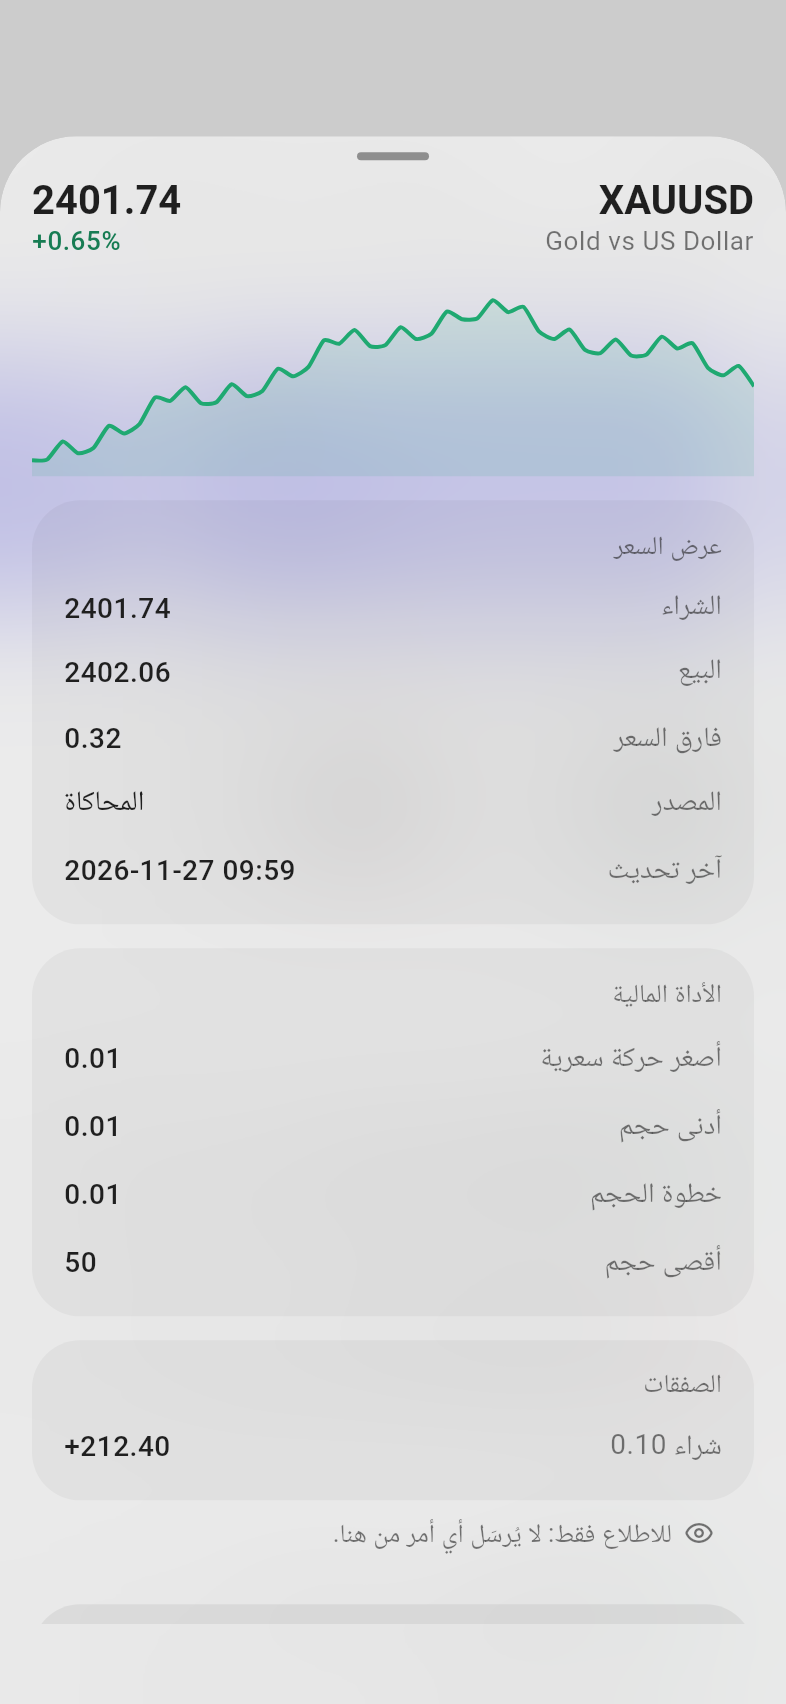 XAUUSD
2401.74
Gold vs US Dollar
+0.65%
عرض السعر
الشراء 2401.74
البيع 2402.06
فارق السعر 0.32
المصدر المحاكاة
آخر تحديث 2026-11-27 09:59
الأداة المالية
أصغر حركة سعرية 0.01
أدنى حجم 0.01
خطوة الحجم 0.01
أقصى حجم 50
الصفقات
شراء 0.10 +212.40
للاطلاع فقط: لا يُرسَل أي أمر من هنا.